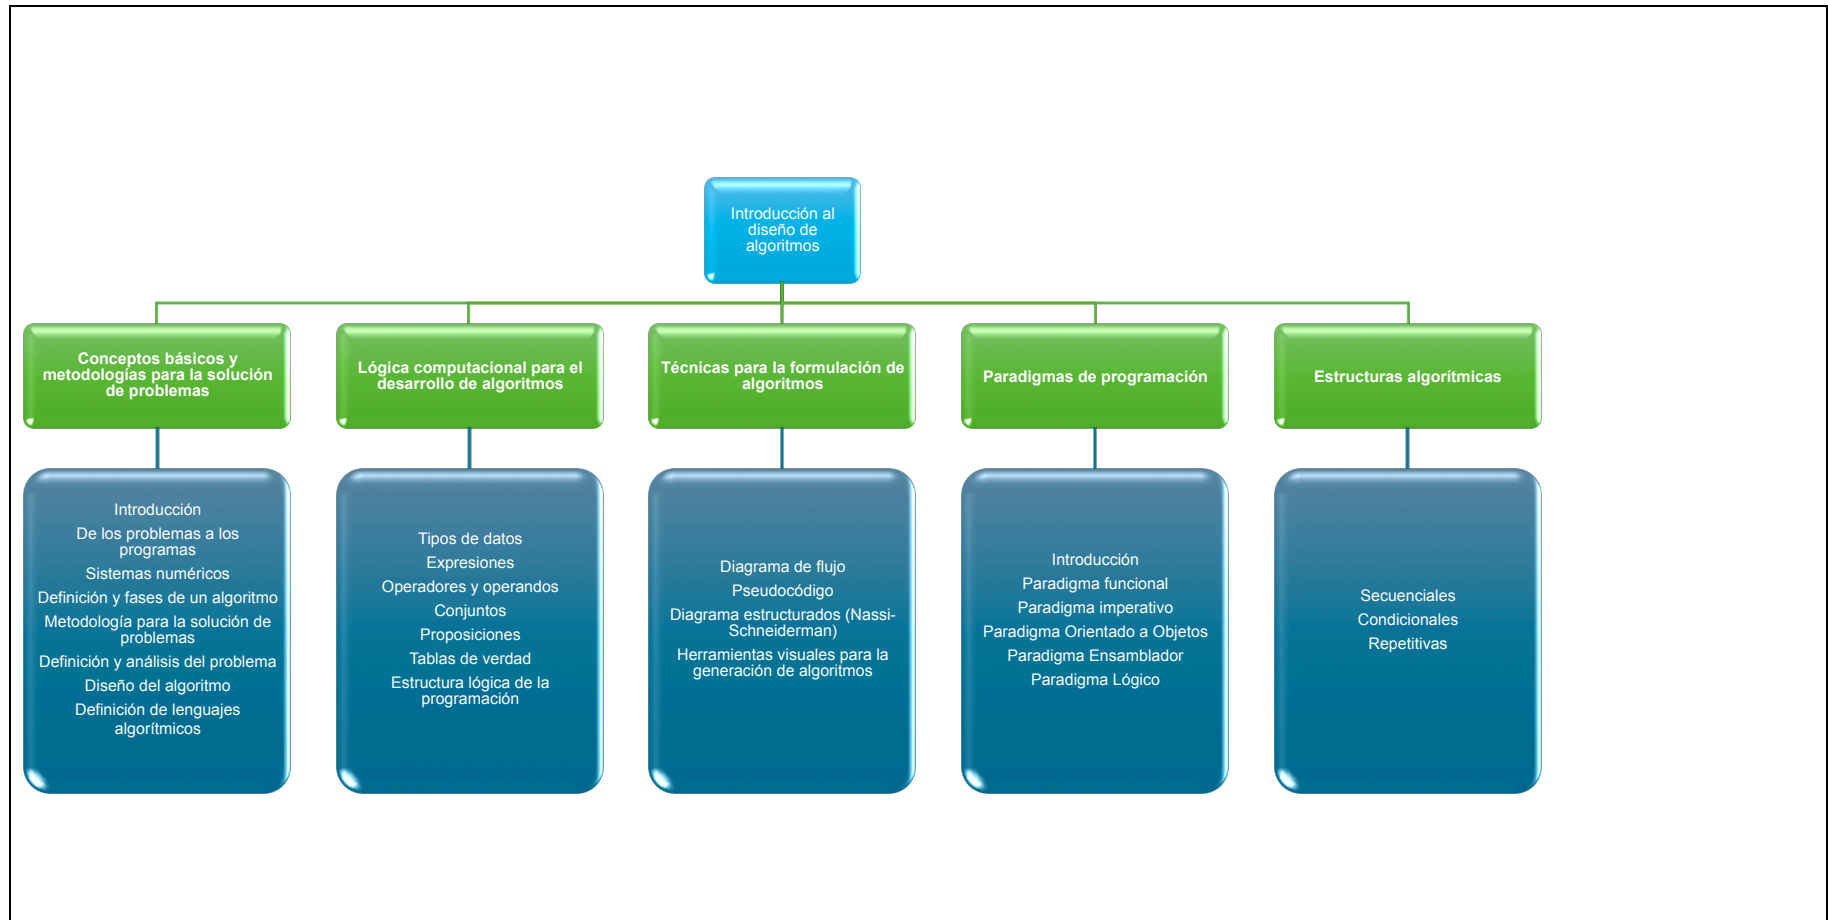 Introducción al
diseño de
algoritmos
Conceptos básicos y
metodologías para la solución
de problemas
Lógica computacional para el
desarrollo de algoritmos
Técnicas para la formulación de
algoritmos
Paradigmas de programación
Estructuras algorítmicas
Introducción
De los problemas a los
programas
Sistemas numéricos
Definición y fases de un algoritmo
Metodología para la solución de
problemas
Definición y análisis del problema
Diseño del algoritmo
Definición de lenguajes
algorítmicos
Tipos de datos
Expresiones
Operadores y operandos
Conjuntos
Proposiciones
Tablas de verdad
Estructura lógica de la
programación
Diagrama de flujo
Pseudocódigo
Diagrama estructurados (Nassi-
Schneiderman)
Herramientas visuales para la
generación de algoritmos
Introducción
Paradigma funcional
Paradigma imperativo
Paradigma Orientado a Objetos
Paradigma Ensamblador
Paradigma Lógico
Secuenciales
Condicionales
Repetitivas